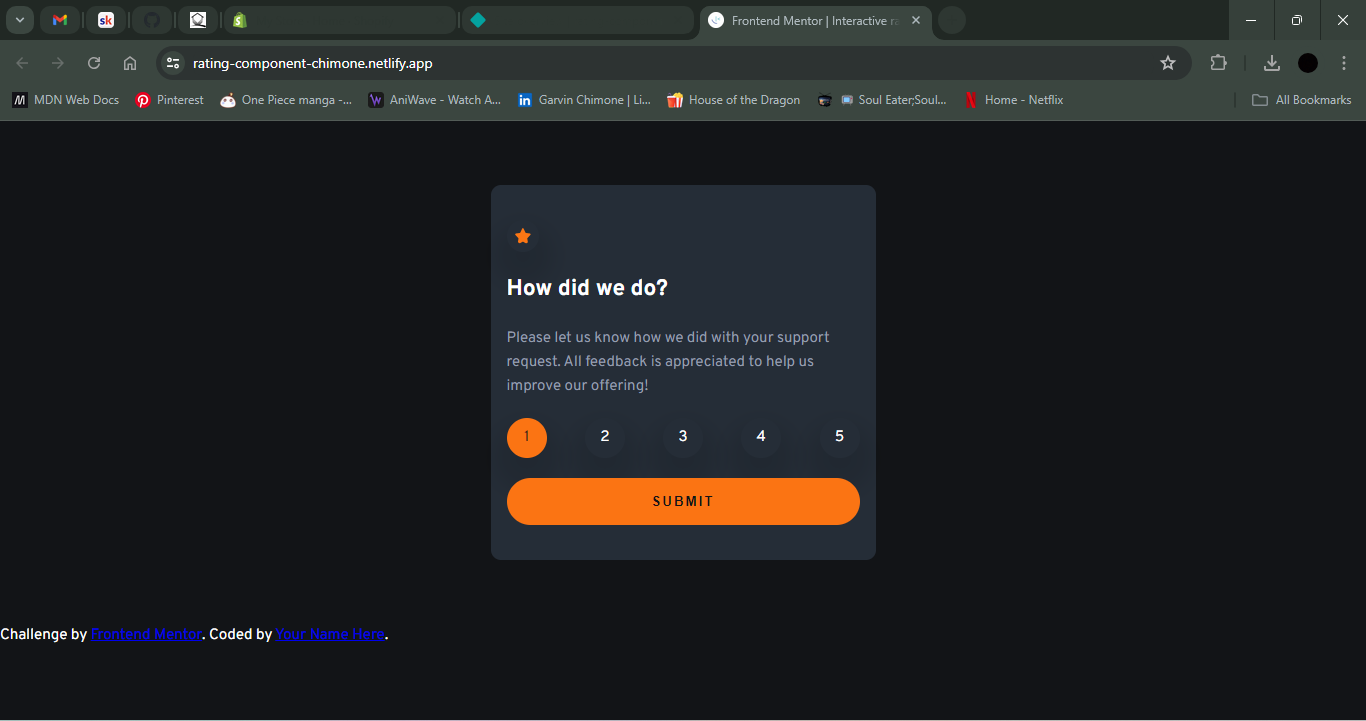 sk
Frontend Mentor | Interactive ra
rating-component-chimone.netlify.app
MDN Web Docs
Pinterest
One Piece manga -...
AniWave - Watch A...
Garvin Chimone | Li...
House of the Dragon
Soul Eater;Soul...
Home - Netflix
All Bookmarks
How did we do?
Please let us know how we did with your support
request. All feedback is appreciated to help us
improve our offering!
1 2 3 4 5
SUBMIT
Challenge by Frontend Mentor. Coded by Your Name Here.